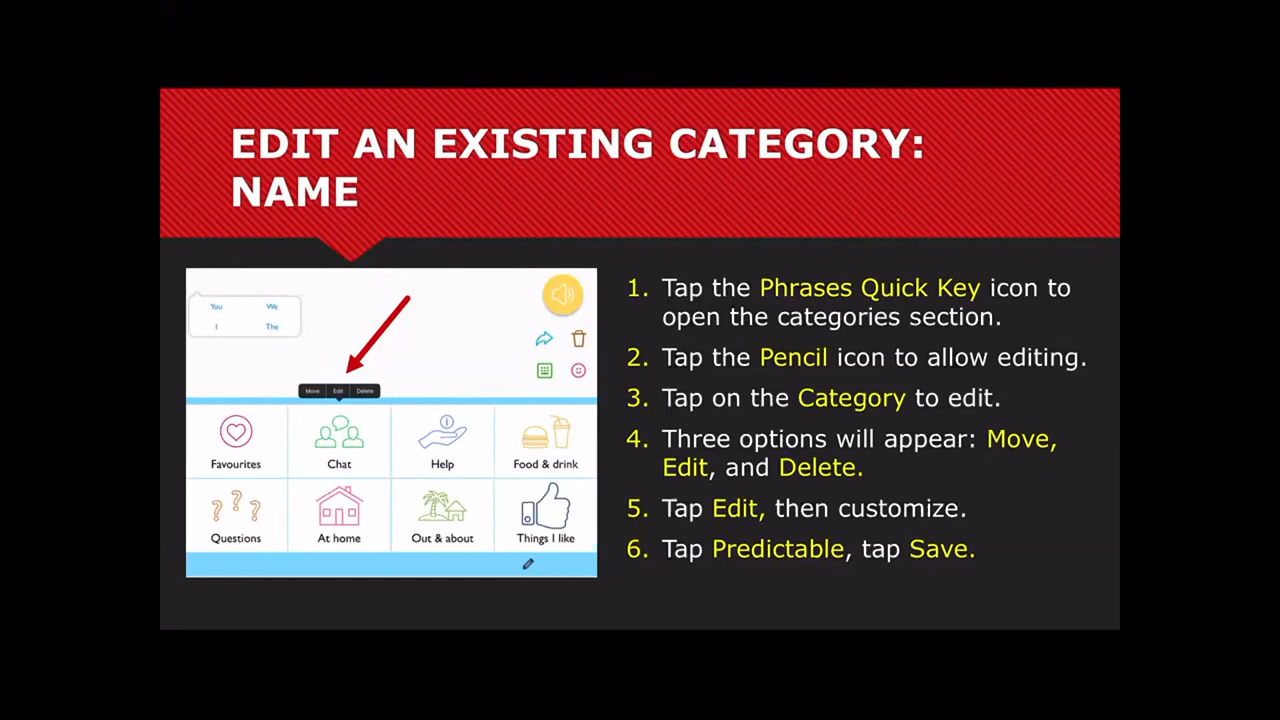 EDIT AN EXISTING CATEGORY:
NAME
You We
I The
Move Edit Delete
Favourites Chat Help Food & drink
Questions At home Out & about Things I like
1. Tap the Phrases Quick Key icon to
open the categories section.
2. Tap the Pencil icon to allow editing.
3. Tap on the Category to edit.
4. Three options will appear: Move,
Edit, and Delete.
5. Tap Edit, then customize.
6. Tap Predictable, tap Save.